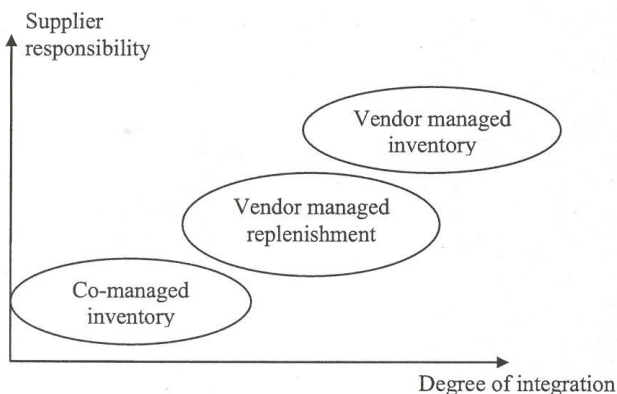 Supplier
responsibility
Vendor managed
inventory
Vendor managed
replenishment
Co-managed
inventory
Degree of integration